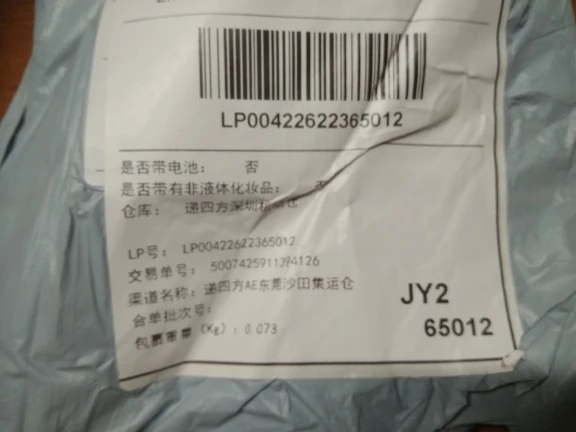 LP00422622365012
是否带电池： 否
是否带有非液体化妆品： 否
仓库： 递四方深圳 仓
LP号： LP00422622365012
交易单号： 5007425911394126
渠道名称：递四方AE东莞沙田集运仓
合单批次号：
包裹重量（Kg）：0.073
JY2
65012